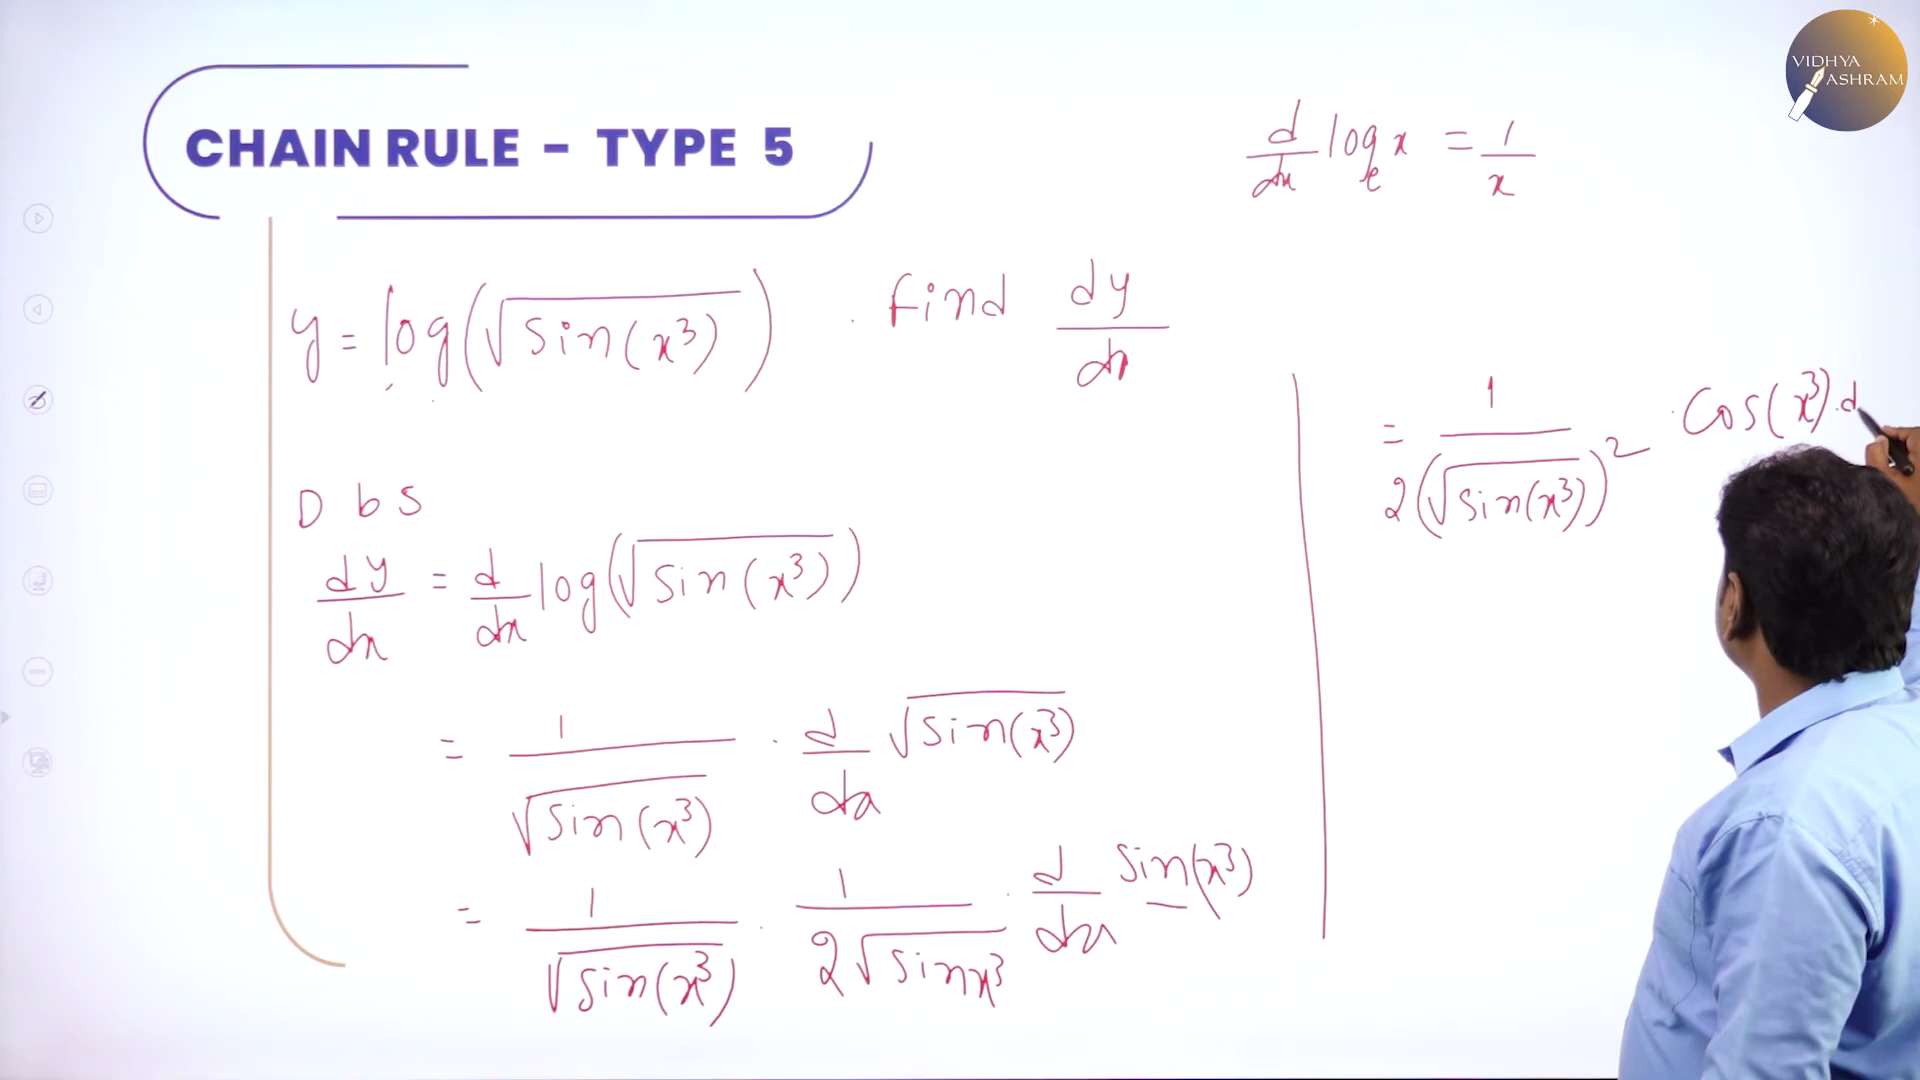 VIDHYA
ASHRAM
CHAIN RULE - TYPE 5
d/dx logₑ x = 1/x
y = log(√sin(x³)) . find dy/dx
D b s
dy/dx = d/dx log(√sin(x³))
= 1/√sin(x³) . d/dx √sin(x³)
= 1/√sin(x³) . 1/2√sinx³ . d/dx sin(x³)
= 1/2(√sin(x³))² . Cos(x³) . d